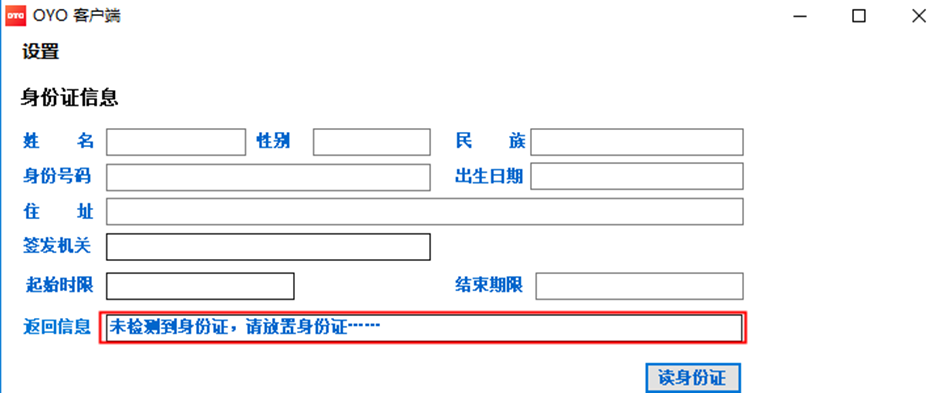 OYO OYO 客户端
设置
身份证信息
姓 名 性别 民 族
身份号码 出生日期
住 址
签发机关
起始时限 结束期限
返回信息 未检测到身份证，请放置身份证……
读身份证